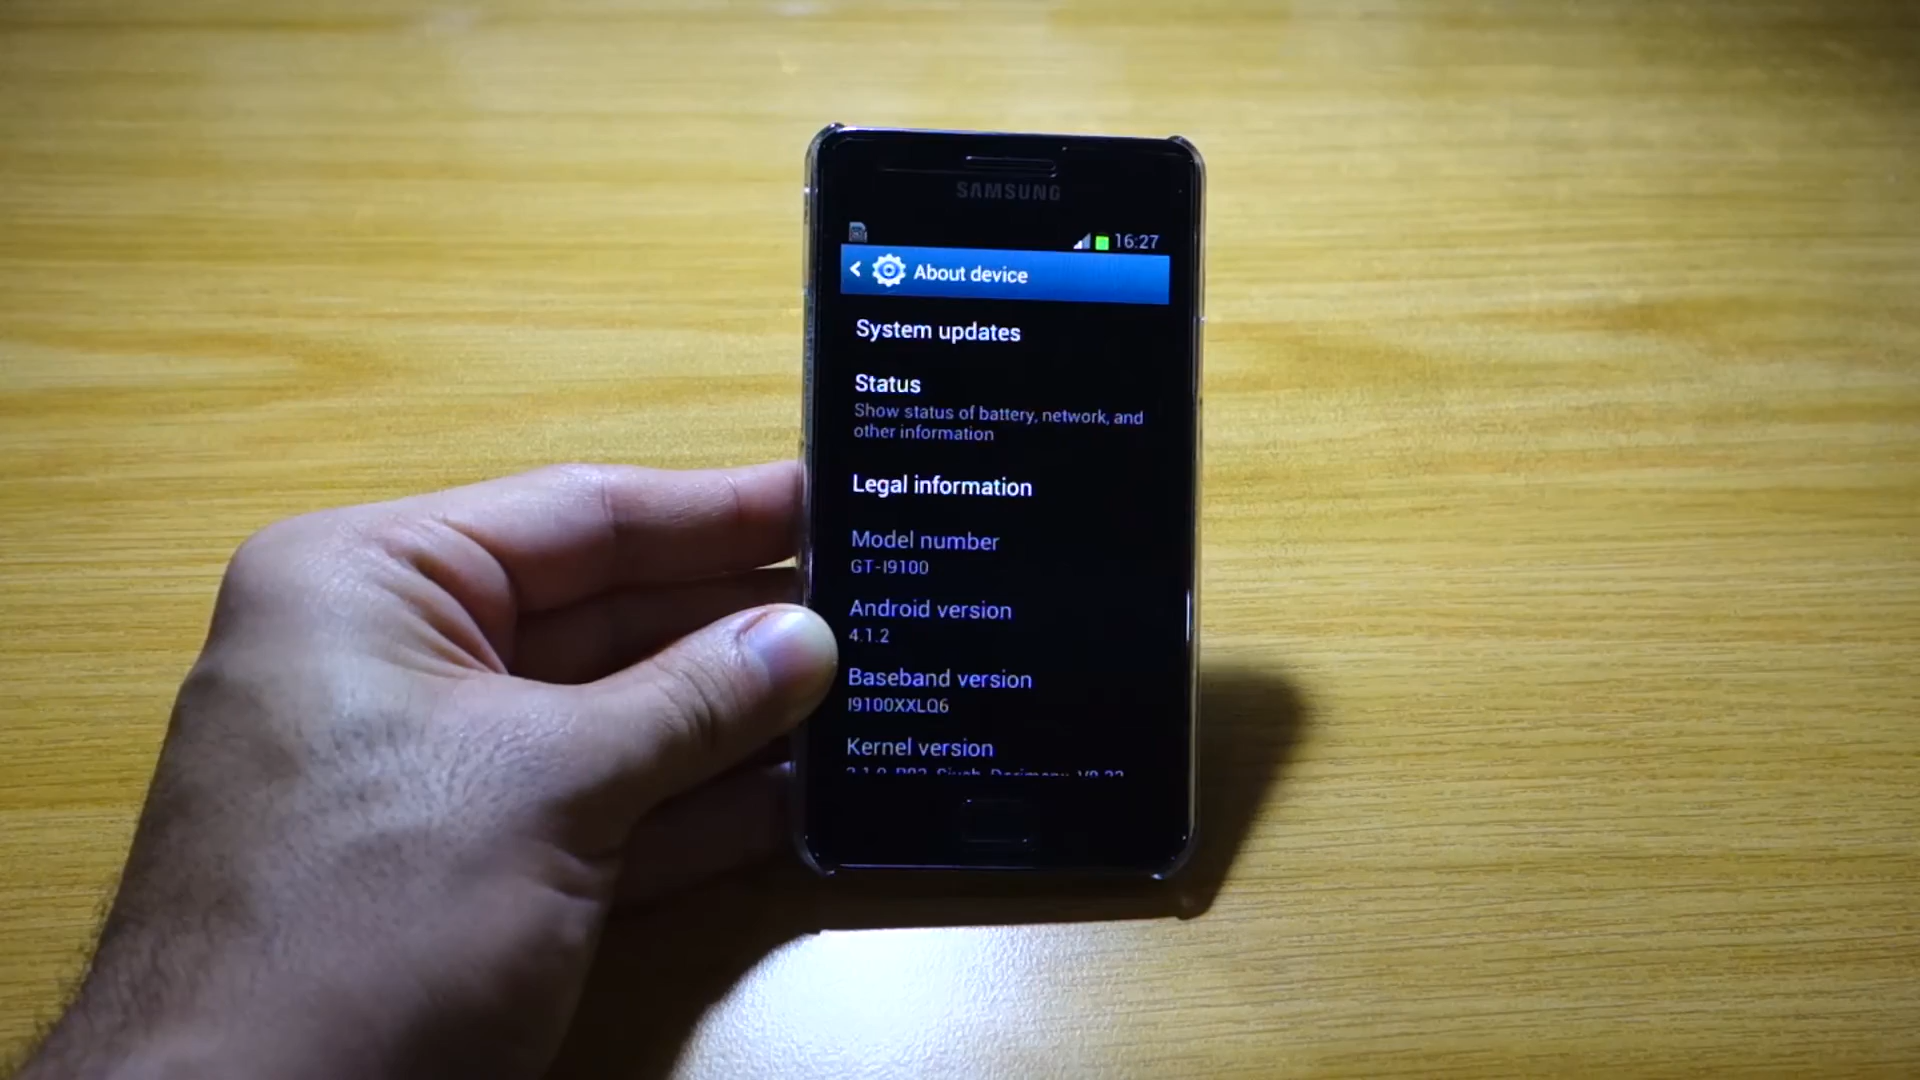 SAMSUNG
16:27
About device
System updates
Status
Show status of battery, network, and
other information
Legal information
Model number
GT-I9100
Android version
4.1.2
Baseband version
I9100XXLQ6
Kernel version